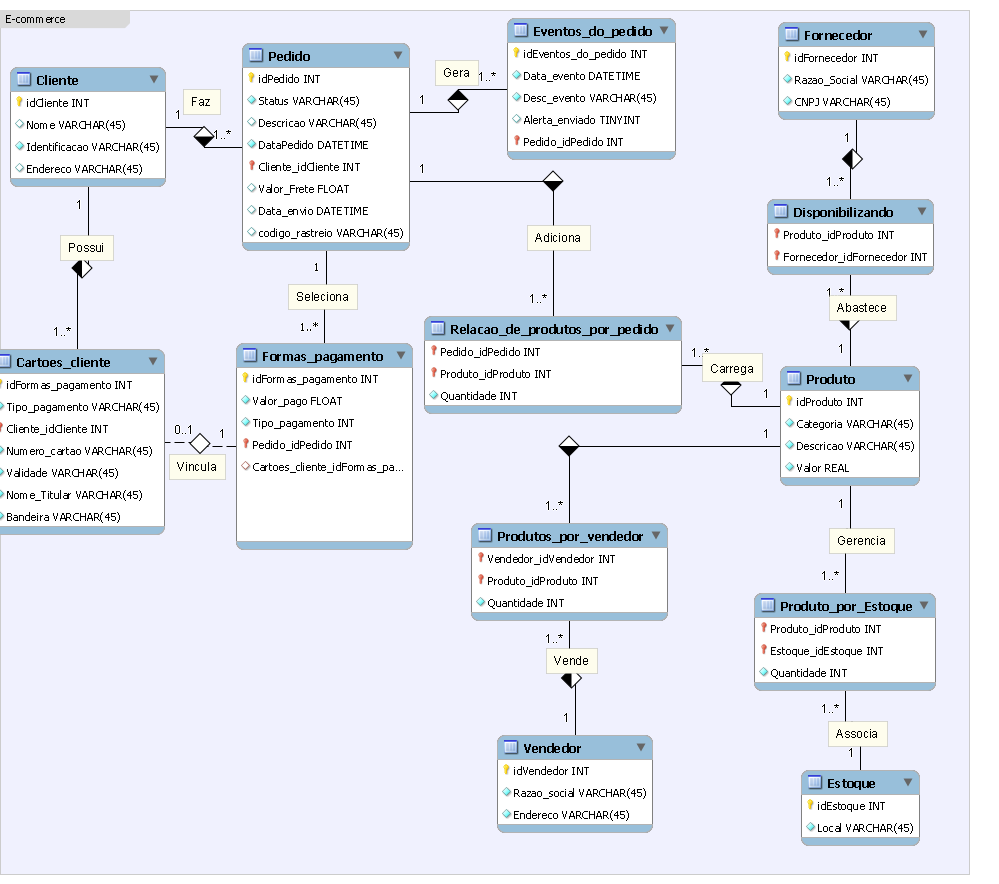 E-commerce
Cliente
idCliente INT
Nome VARCHAR(45)
Identificacao VARCHAR(45)
Endereco VARCHAR(45)
1
Faz
1..*
Pedido
idPedido INT
Status VARCHAR(45)
Descricao VARCHAR(45)
DataPedido DATETIME
Cliente_idCliente INT
Valor_Frete FLOAT
Data_envio DATETIME
codigo_rastreio VARCHAR(45)
1
Gera
1..*
Eventos_do_pedido
idEventos_do_pedido INT
Data_evento DATETIME
Desc_evento VARCHAR(45)
Alerta_enviado TINYINT
Pedido_idPedido INT
Fornecedor
idFornecedor INT
Razao_Social VARCHAR(45)
CNPJ VARCHAR(45)
1
1..*
Disponibilizando
Produto_idProduto INT
Fornecedor_idFornecedor INT
1..*
Abastece
1
1
Possui
1..*
1
Seleciona
1..*
1
Adiciona
1..*
Cartoes_cliente
idFormas_pagamento INT
Tipo_pagamento VARCHAR(45)
Cliente_idCliente INT
Numero_cartao VARCHAR(45)
Validade VARCHAR(45)
Nome_Titular VARCHAR(45)
Bandeira VARCHAR(45)
0..1
1
Vincula
Formas_pagamento
idFormas_pagamento INT
Valor_pago FLOAT
Tipo_pagamento INT
Pedido_idPedido INT
Cartoes_cliente_idFormas_pa...
Relacao_de_produtos_por_pedido
Pedido_idPedido INT
Produto_idProduto INT
Quantidade INT
1..*
Carrega
1
Produto
idProduto INT
Categoria VARCHAR(45)
Descricao VARCHAR(45)
Valor REAL
1
1..*
Produtos_por_vendedor
Vendedor_idVendedor INT
Produto_idProduto INT
Quantidade INT
1..*
Vende
1
Vendedor
idVendedor INT
Razao_social VARCHAR(45)
Endereco VARCHAR(45)
1
Gerencia
1..*
Produto_por_Estoque
Produto_idProduto INT
Estoque_idEstoque INT
Quantidade INT
1..*
Associa
1
Estoque
idEstoque INT
Local VARCHAR(45)